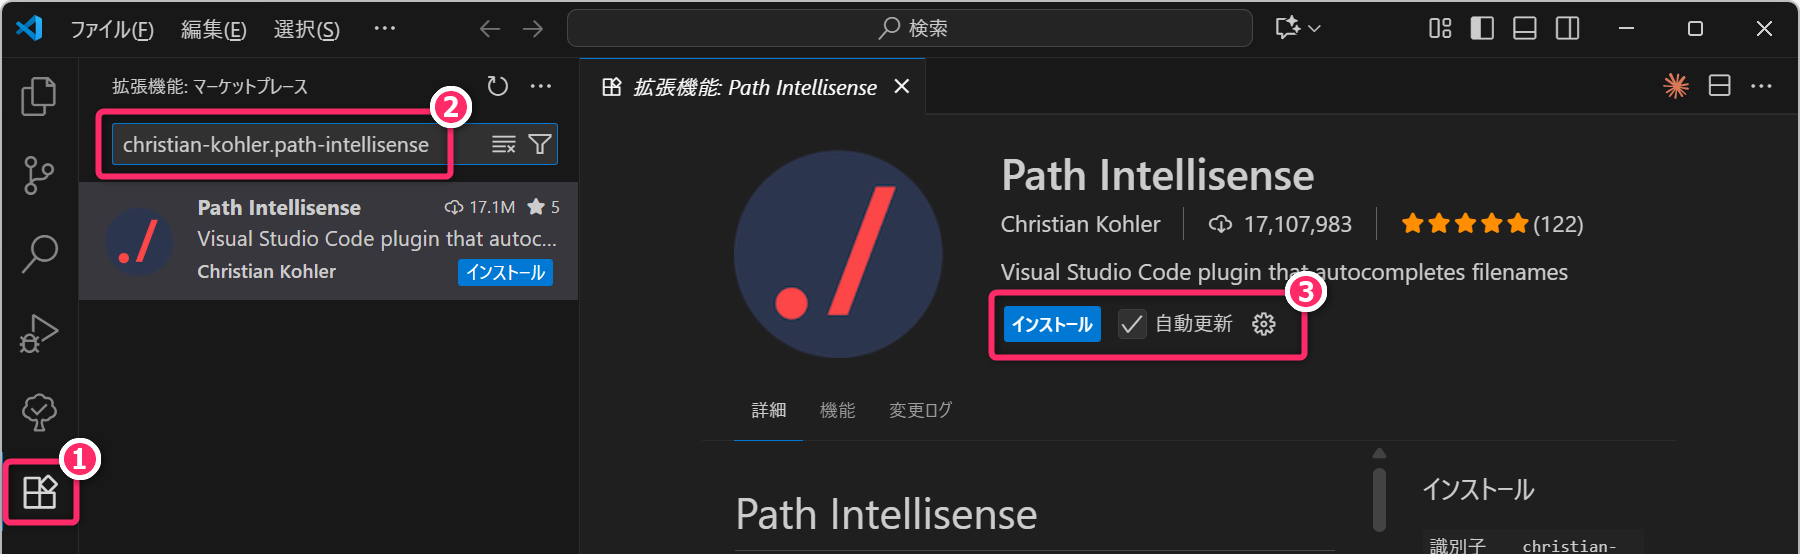 ファイル(F) 編集(E) 選択(S) … 検索
拡張機能: マーケットプレース
拡張機能: Path Intellisense
2
christian-kohler.path-intellisense
Path Intellisense 17.1M 5
Visual Studio Code plugin that autoc...
Christian Kohler インストール
./
Path Intellisense
Christian Kohler 17,107,983 (122)
Visual Studio Code plugin that autocompletes filenames
3
インストール 自動更新
詳細 機能 変更ログ
1
Path Intellisense
インストール
識別子 christian-